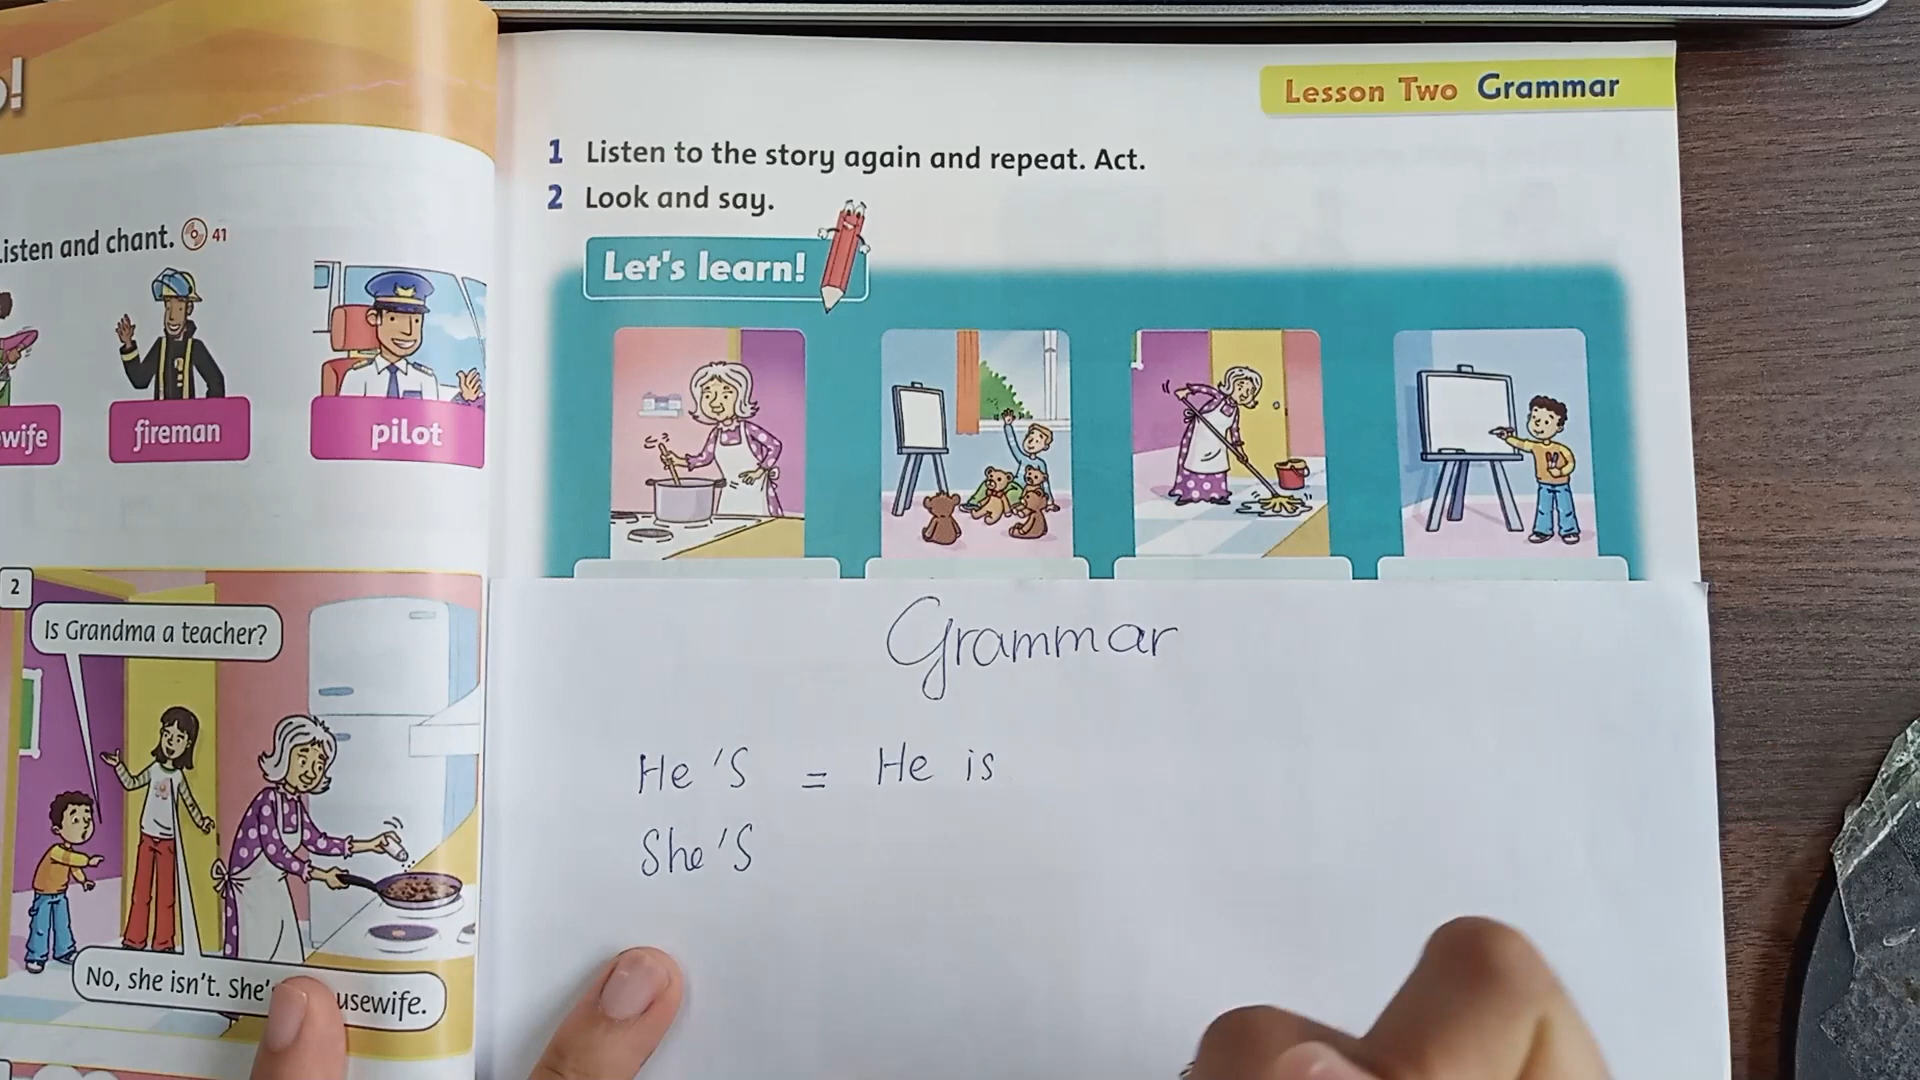 !
Listen and chant. 41
wife
fireman
pilot
2
Is Grandma a teacher?
No, she isn't. She's
usewife.
Lesson Two Grammar
1 Listen to the story again and repeat. Act.
2 Look and say.
Let's learn!
Grammar
He's = He is
She's